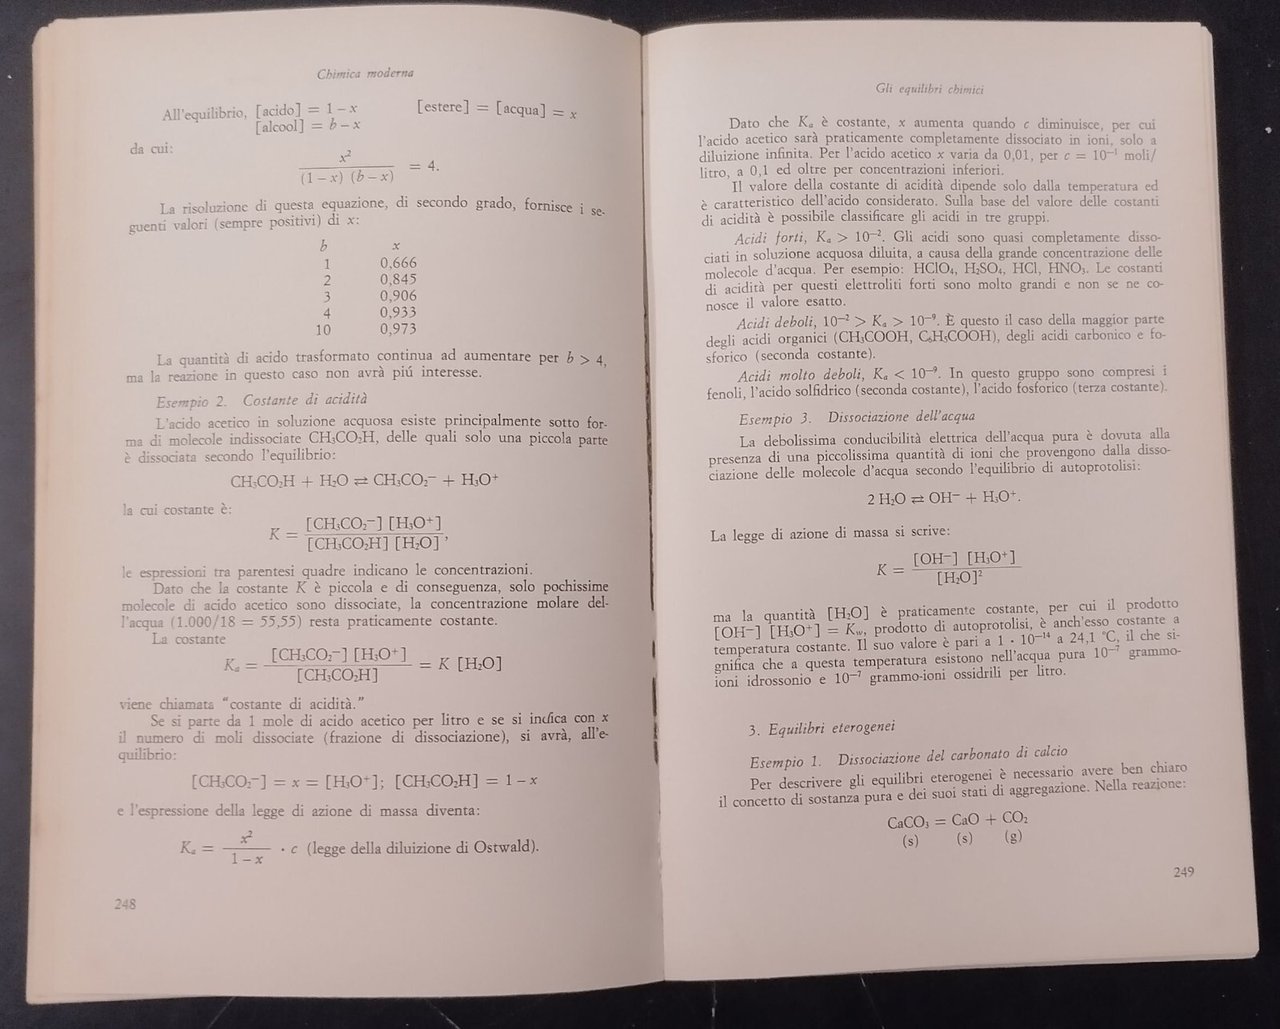 Chimica moderna
All'equilibrio, [acido] = 1 – x [estere] = [acqua] = x
[alcool] = b – x
da cui:
x²
(1 – x) (b – x) = 4.
La risoluzione di questa equazione, di secondo grado, fornisce i se-
guenti valori (sempre positivi) di x:
b x
1 0,666
2 0,845
3 0,906
4 0,933
10 0,973
La quantità di acido trasformato continua ad aumentare per b > 4,
ma la reazione in questo caso non avrà piú interesse.
Esempio 2. Costante di acidità
L'acido acetico in soluzione acquosa esiste principalmente sotto for-
ma di molecole indissociate CH₃CO₂H, delle quali solo una piccola parte
è dissociata secondo l'equilibrio:
CH₃CO₂H + H₂O ⇄ CH₃CO₂⁻ + H₃O⁺
la cui costante è:
K = [CH₃CO₂⁻] [H₃O⁺]
[CH₃CO₂H] [H₂O] ,
le espressioni tra parentesi quadre indicano le concentrazioni.
Dato che la costante K è piccola e di conseguenza, solo pochissime
molecole di acido acetico sono dissociate, la concentrazione molare del-
l'acqua (1.000/18 = 55,55) resta praticamente costante.
La costante
Kₐ = [CH₃CO₂⁻] [H₃O⁺] = K [H₂O]
[CH₃CO₂H]
viene chiamata "costante di acidità."
Se si parte da 1 mole di acido acetico per litro e se si indica con x
il numero di moli dissociate (frazione di dissociazione), si avrà, all'e-
quilibrio:
[CH₃CO₂⁻] = x = [H₃O⁺]; [CH₃CO₂H] = 1 – x
e l'espressione della legge di azione di massa diventa:
Kₐ = x² · c (legge della diluizione di Ostwald).
1 – x
248
Gli equilibri chimici
Dato che Kₐ è costante, x aumenta quando c diminuisce, per cui
l'acido acetico sarà praticamente completamente dissociato in ioni, solo a
diluizione infinita. Per l'acido acetico x varia da 0,01, per c = 10⁻¹ moli/
litro, a 0,1 ed oltre per concentrazioni inferiori.
Il valore della costante di acidità dipende solo dalla temperatura ed
è caratteristico dell'acido considerato. Sulla base del valore delle costanti
di acidità è possibile classificare gli acidi in tre gruppi.
Acidi forti, Kₐ > 10⁻². Gli acidi sono quasi completamente disso-
ciati in soluzione acquosa diluita, a causa della grande concentrazione delle
molecole d'acqua. Per esempio: HClO₄, H₂SO₄, HCl, HNO₃. Le costanti
di acidità per questi elettroliti forti sono molto grandi e non se ne co-
nosce il valore esatto.
Acidi deboli, 10⁻² > Kₐ > 10⁻⁹. È questo il caso della maggior parte
degli acidi organici (CH₃COOH, C₆H₅COOH), degli acidi carbonico e fo-
sforico (seconda costante).
Acidi molto deboli, Kₐ < 10⁻⁹. In questo gruppo sono compresi i
fenoli, l'acido solfidrico (seconda costante), l'acido fosforico (terza costante).
Esempio 3. Dissociazione dell'acqua
La debolissima conducibilità elettrica dell'acqua pura è dovuta alla
presenza di una piccolissima quantità di ioni che provengono dalla disso-
ciazione delle molecole d'acqua secondo l'equilibrio di autoprotolisi:
2 H₂O ⇄ OH⁻ + H₃O⁺.
La legge di azione di massa si scrive:
K = [OH⁻] [H₃O⁺]
[H₂O]²
ma la quantità [H₂O] è praticamente costante, per cui il prodotto
[OH⁻] [H₃O⁺] = K_w, prodotto di autoprotolisi, è anch'esso costante a
temperatura costante. Il suo valore è pari a 1 · 10⁻¹⁴ a 24,1 °C, il che si-
gnifica che a questa temperatura esistono nell'acqua pura 10⁻⁷ grammo-
ioni idrossonio e 10⁻⁷ grammo-ioni ossidrili per litro.
3. Equilibri eterogenei
Esempio 1. Dissociazione del carbonato di calcio
Per descrivere gli equilibri eterogenei è necessario avere ben chiaro
il concetto di sostanza pura e dei suoi stati di aggregazione. Nella reazione:
CaCO₃ = CaO + CO₂
(s) (s) (g)
249